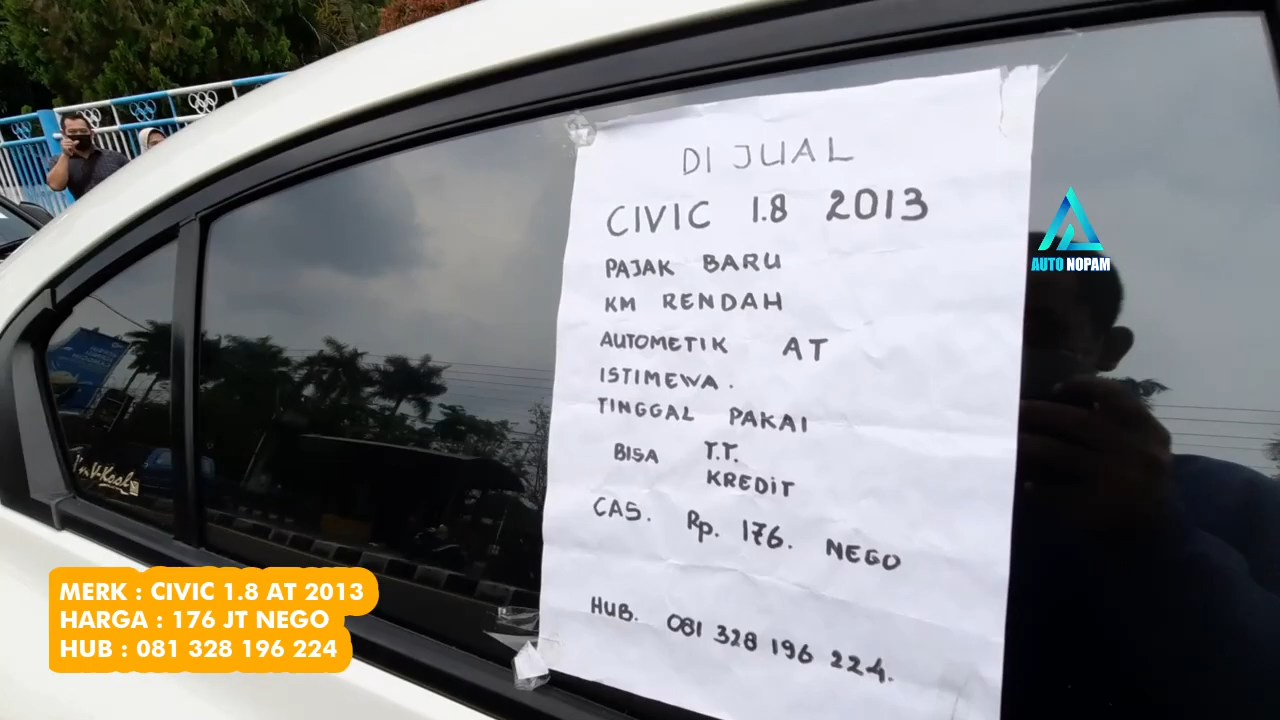 DI JUAL
CIVIC 1.8 2013
PAJAK BARU
KM RENDAH
AUTOMETIK AT
ISTIMEWA.
TINGGAL PAKAI
BISA T.T.
KREDIT
CAS. Rp. 176. NEGO
HUB. 081 328 196 224.
AUTO NOPAM
V-Kool
MERK : CIVIC 1.8 AT 2013
HARGA : 176 JT NEGO
HUB : 081 328 196 224